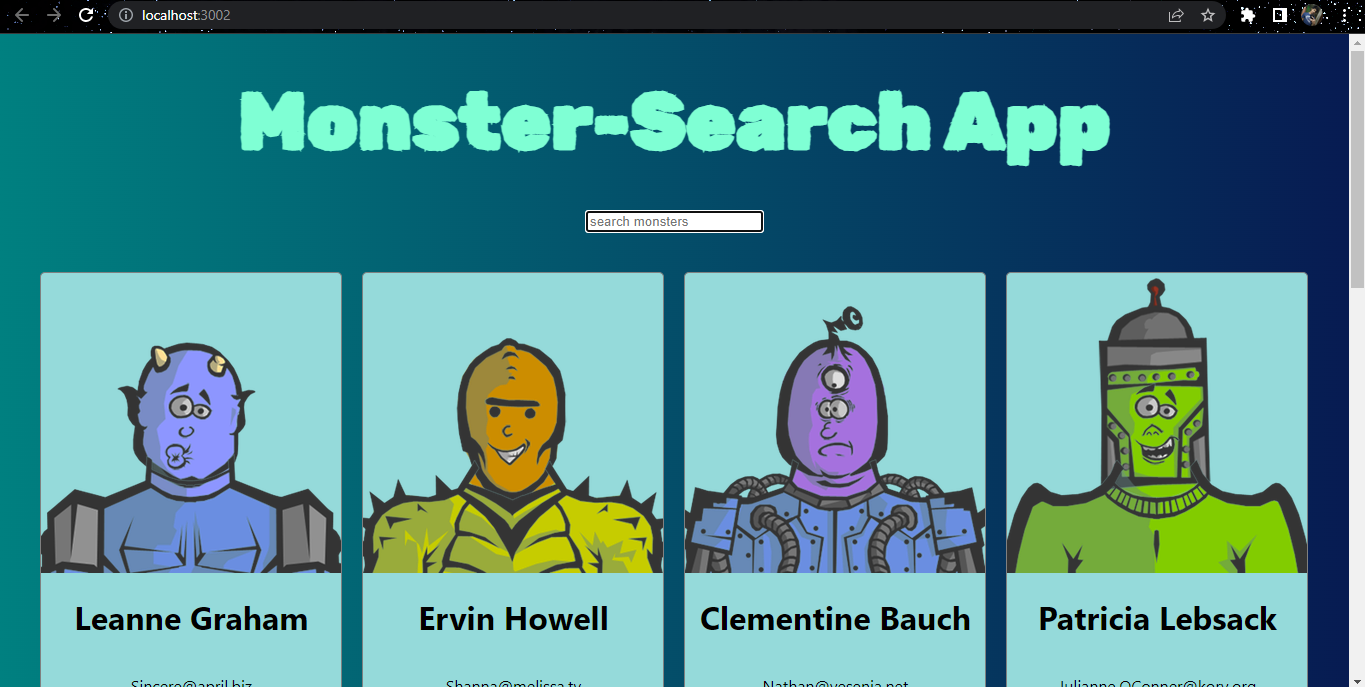 localhost:3002
Monster-Search App
search monsters
Leanne Graham
Ervin Howell
Clementine Bauch
Patricia Lebsack
Sincere@april.biz
Shanna@melissa.tv
Nathan@yesenia.net
Julianne.OConner@kory.org